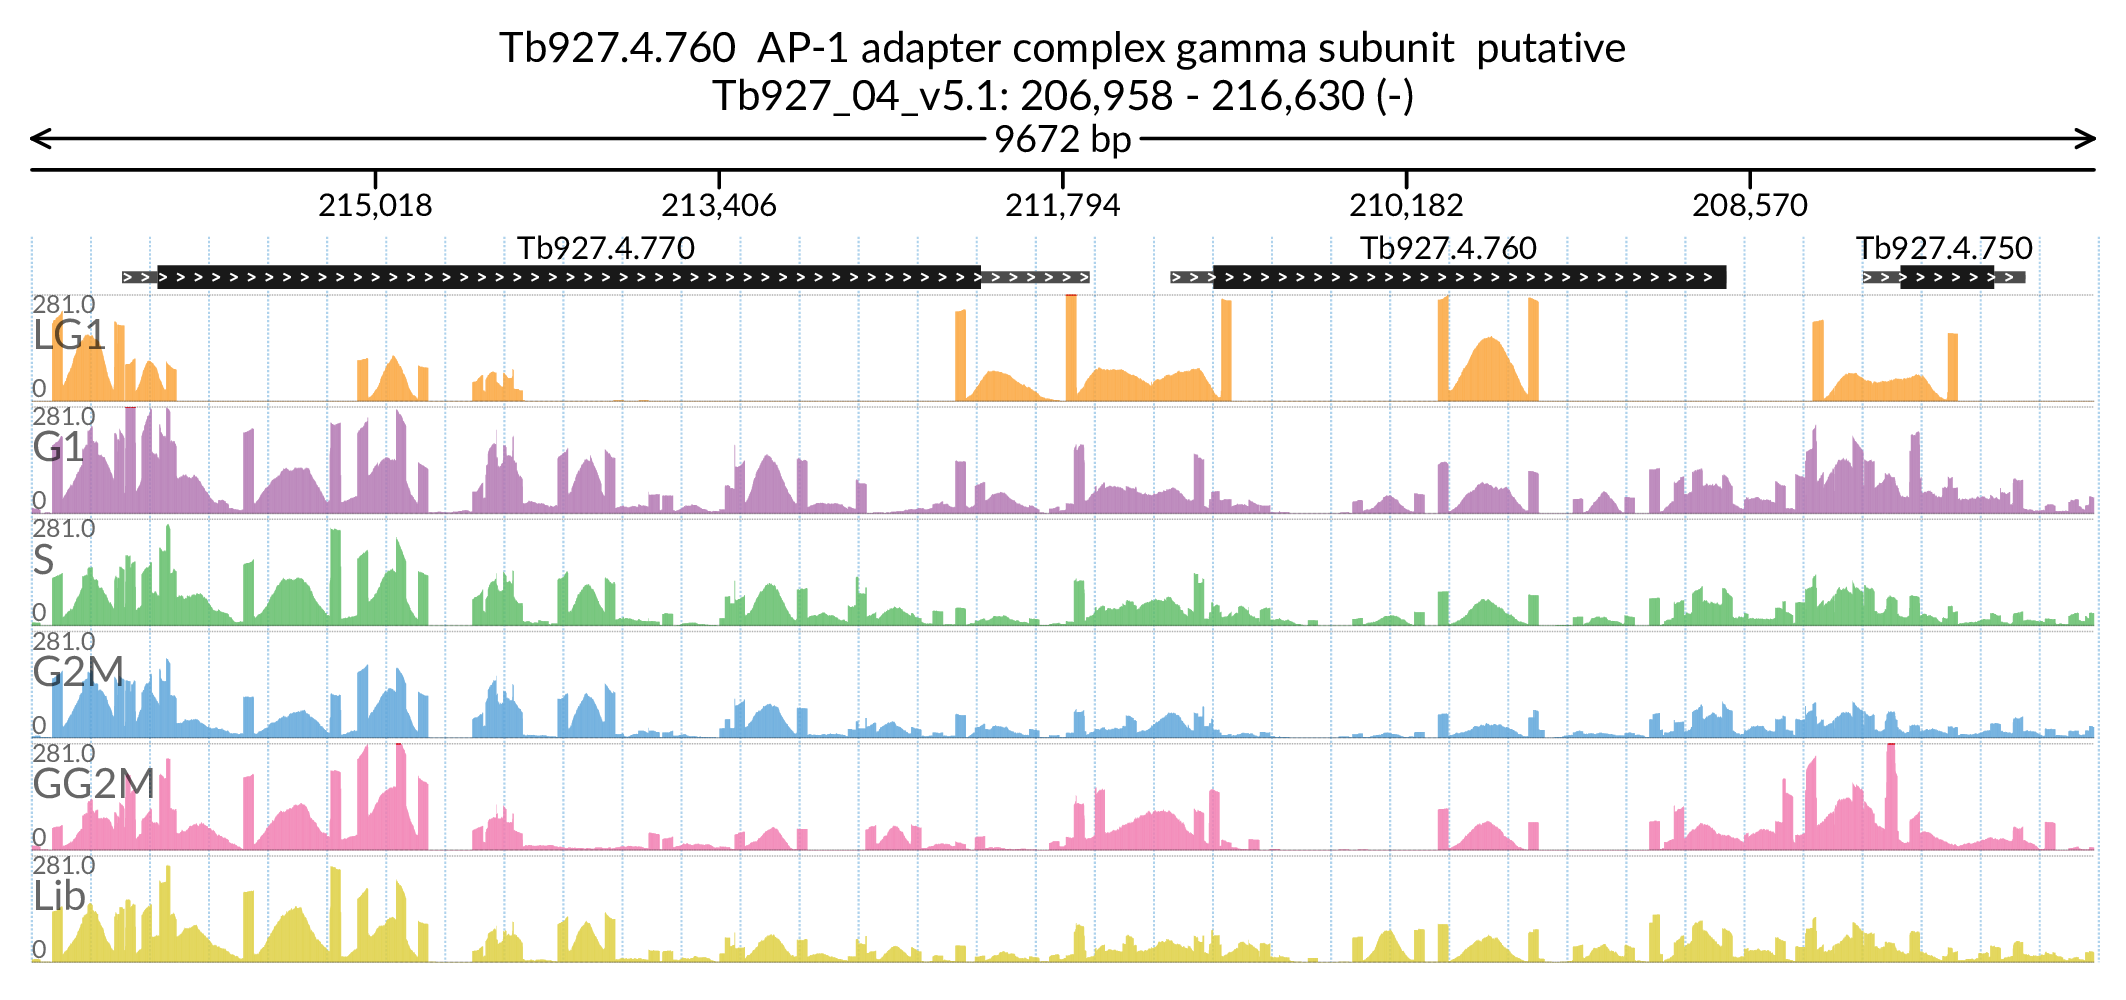 Tb927.4.760  AP-1 adapter complex gamma subunit  putative
Tb927_04_v5.1: 206,958 - 216,630 (-)
9672 bp
215,018 213,406 211,794 210,182 208,570
Tb927.4.770 Tb927.4.760 Tb927.4.750
281.0
LG1
0
281.0
G1
0
281.0
S
0
281.0
G2M
0
281.0
GG2M
0
281.0
Lib
0